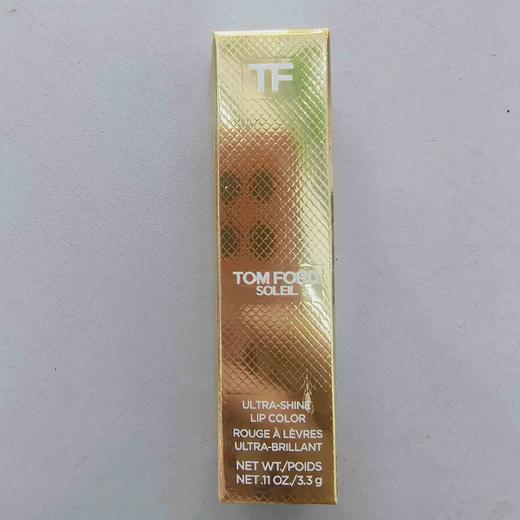 TF
TOM FORD
SOLEIL
ULTRA-SHINE
LIP COLOR
ROUGE À LÈVRES
ULTRA-BRILLANT
NET WT./POIDS
NET .11 OZ./3.3 g